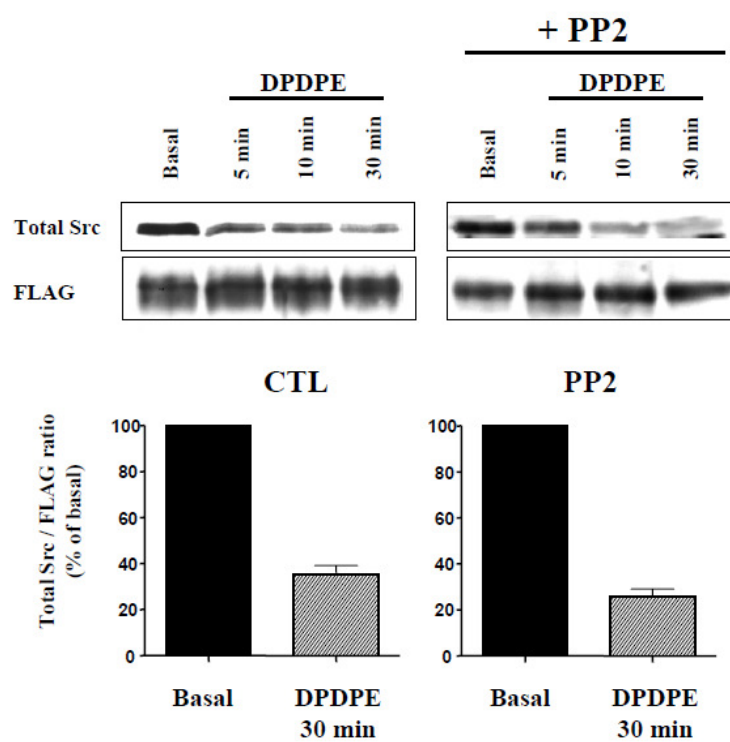 + PP2
DPDPE
DPDPE
Basal
5 min
10 min
30 min
Basal
5 min
10 min
30 min
Total Src
FLAG
CTL
PP2
Total Src / FLAG ratio
(% of basal)
100
80
60
40
20
0
100
80
60
40
20
0
Basal
DPDPE
30 min
Basal
DPDPE
30 min